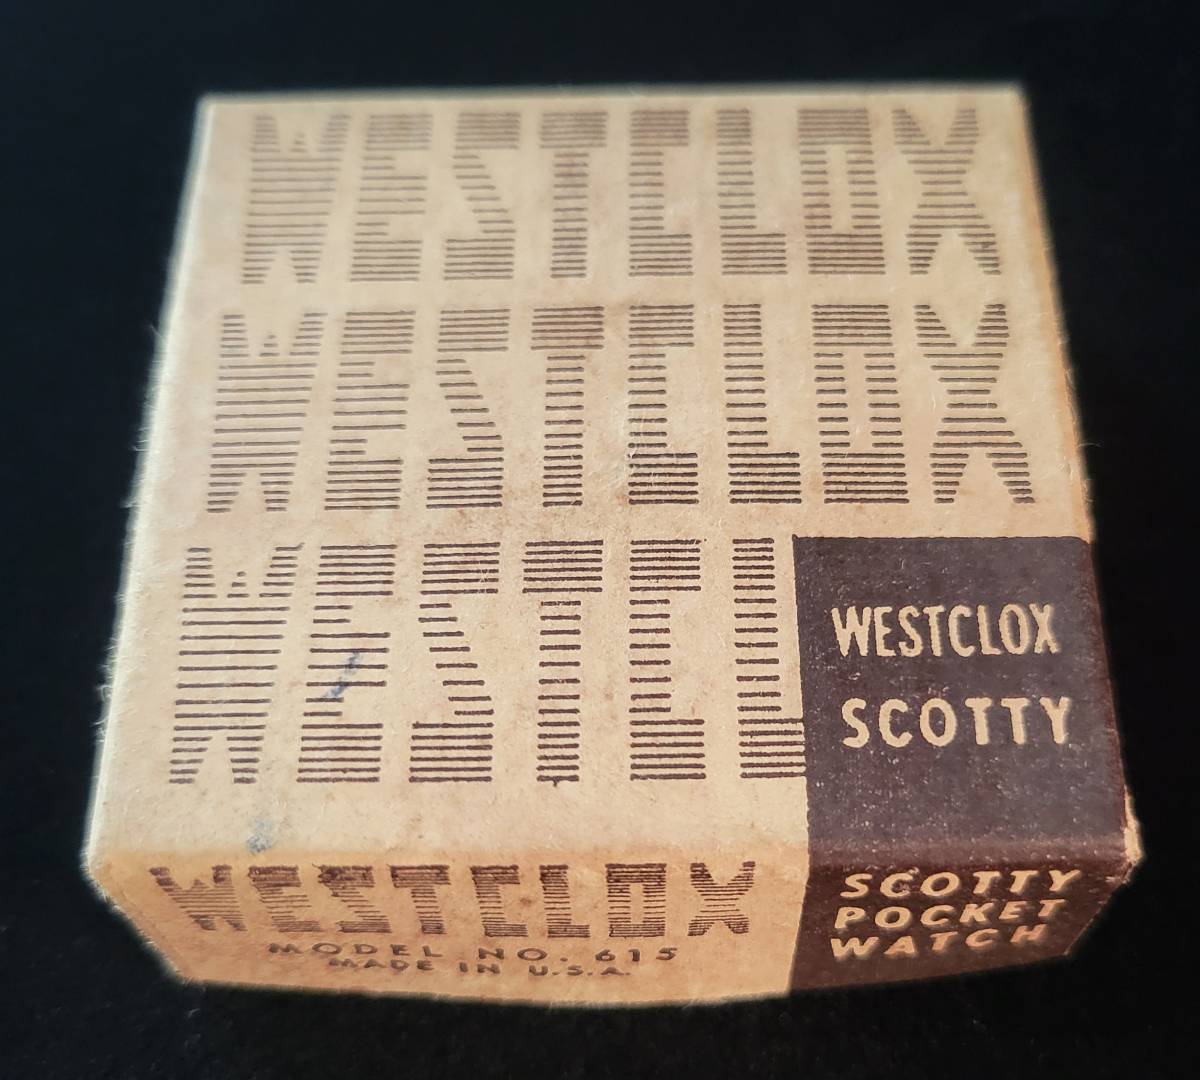 WESTCLOX
WESTCLOX
WESTCL
WESTCLOX
SCOTTY
WESTCLOX
MODEL NO. 615
MADE IN U.S.A.
SCOTTY
POCKET
WATCH